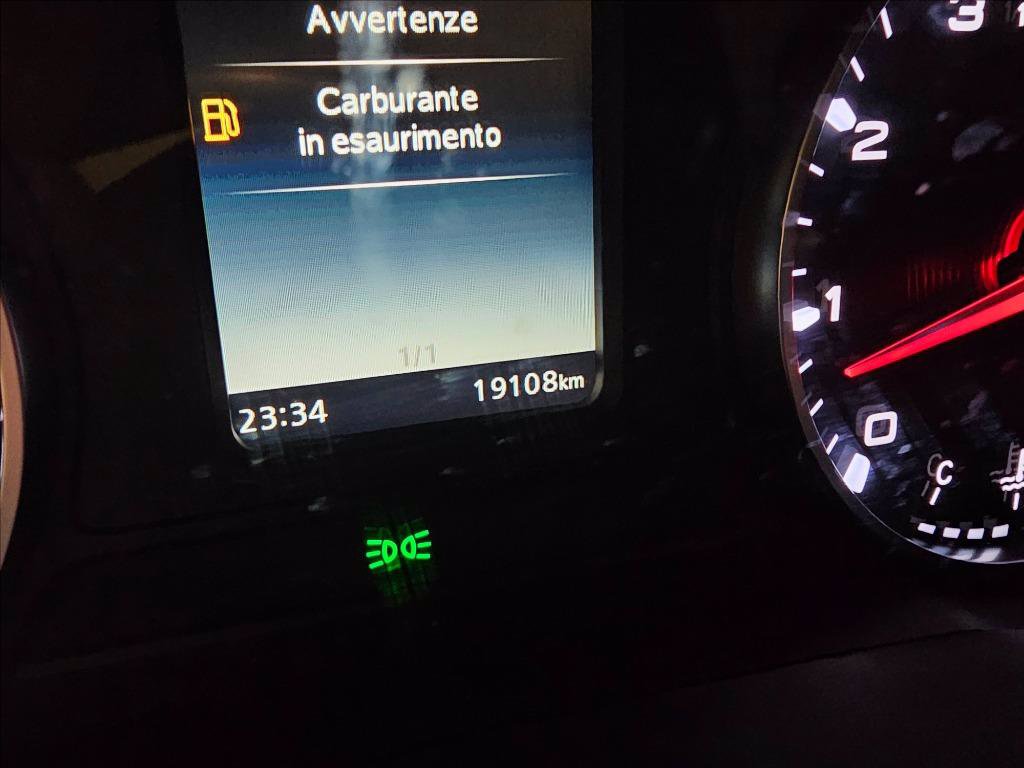 Avvertenze
Carburante
in esaurimento
1/1
23:34 19108km
3
2
1
0
C